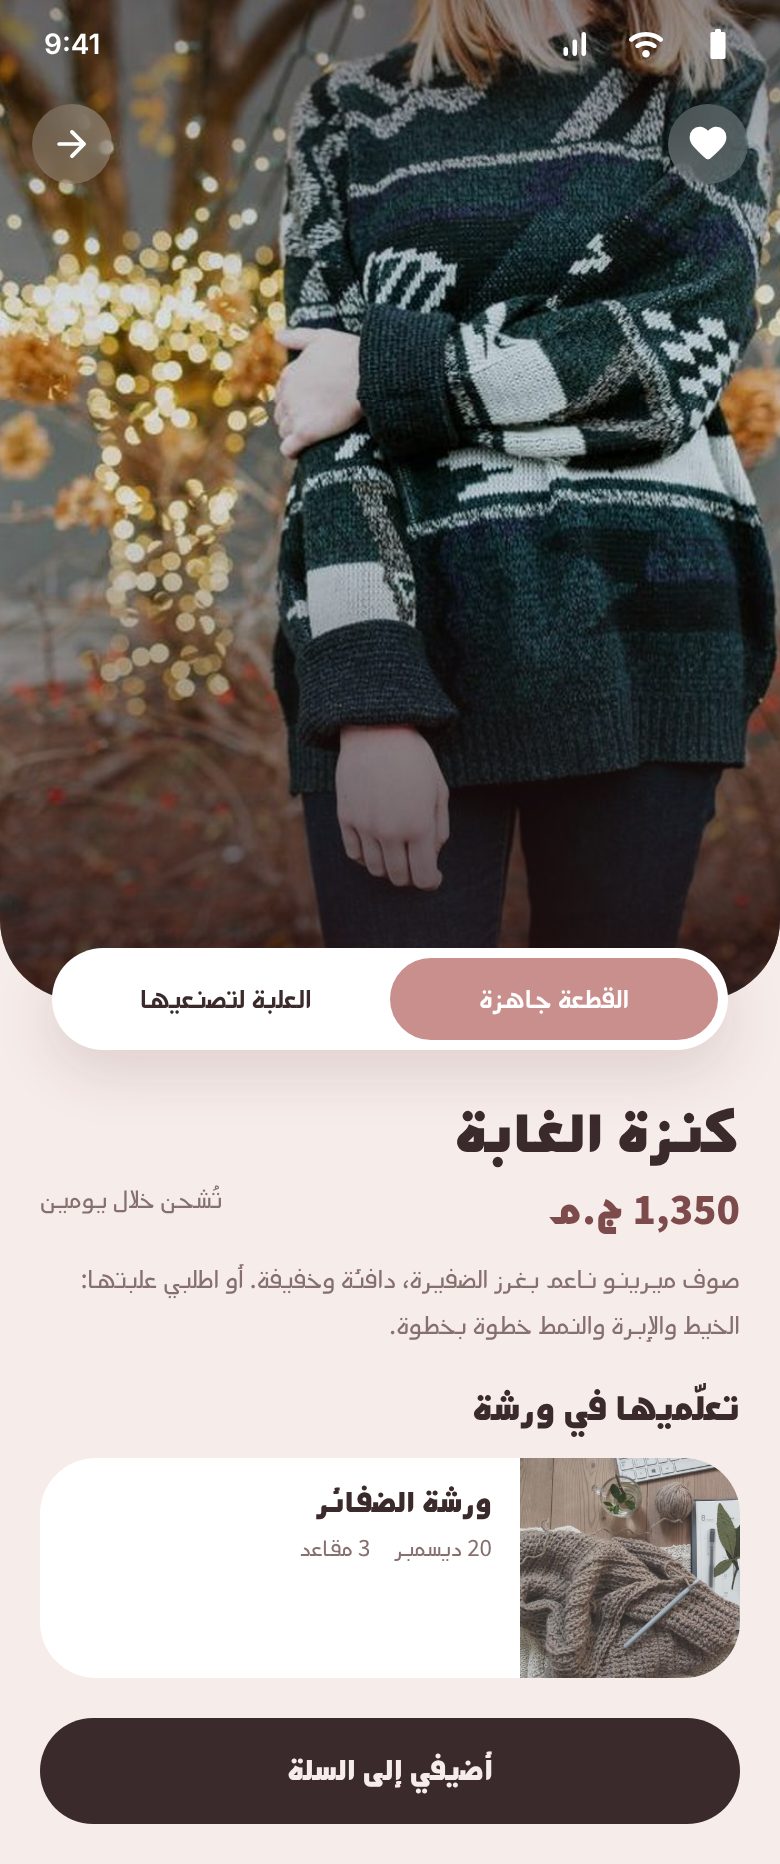 9:41
القطعة جاهزة
العلبة لتصنعيها
كنزة الغابة
1,350 ج.م
تُشحن خلال يومين
صوف ميرينو ناعم بغرز الضفيرة، دافئة وخفيفة. أو اطلبي علبتها:
الخيط والإبرة والنمط خطوة بخطوة.
تعلّميها في ورشة
ورشة الضفائر
20 ديسمبر 3 مقاعد
أضيفي إلى السلة